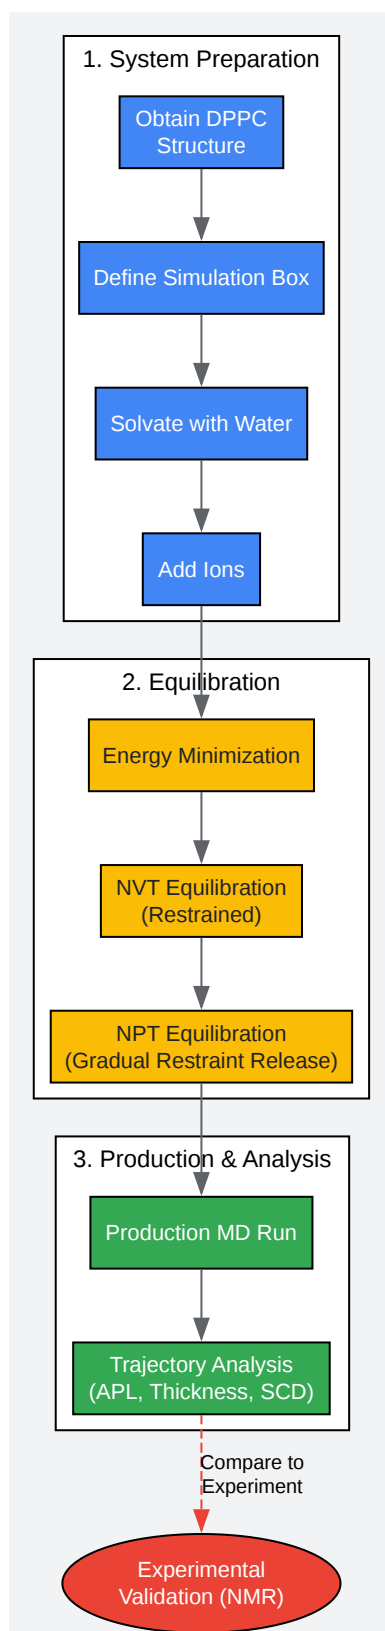 1. System Preparation
Obtain DPPC
Structure
Define Simulation Box
Solvate with Water
Add Ions
2. Equilibration
Energy Minimization
NVT Equilibration
(Restrained)
NPT Equilibration
(Gradual Restraint Release)
3. Production & Analysis
Production MD Run
Trajectory Analysis
(APL, Thickness, SCD)
Compare to
Experiment
Experimental
Validation (NMR)